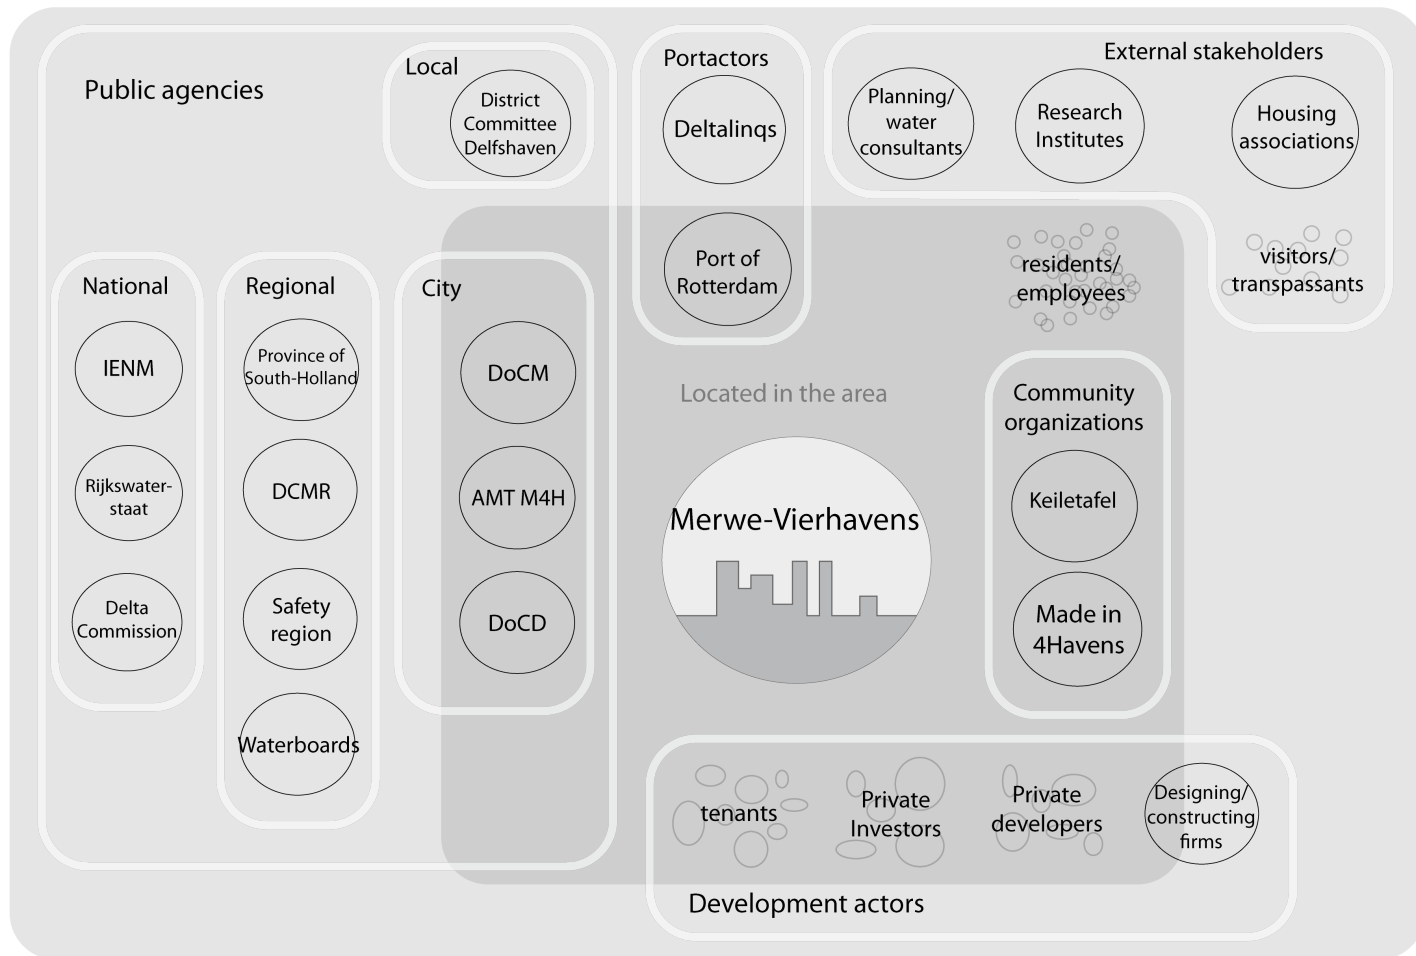 Public agencies
Local
District
Committee
Delfshaven
Portactors
Deltalinqs
Port of
Rotterdam
External stakeholders
Planning/
water
consultants
Research
Institutes
Housing
associations
residents/
employees
visitors/
transpassants
National
IENM
Rijkswater-
staat
Delta
Commission
Regional
Province of
South-Holland
DCMR
Safety
region
Waterboards
City
DoCM
AMT M4H
DoCD
Located in the area
Merwe-Vierhavens
Community
organizations
Keiletafel
Made in
4Havens
tenants
Private
Investors
Private
developers
Designing/
constructing
firms
Development actors